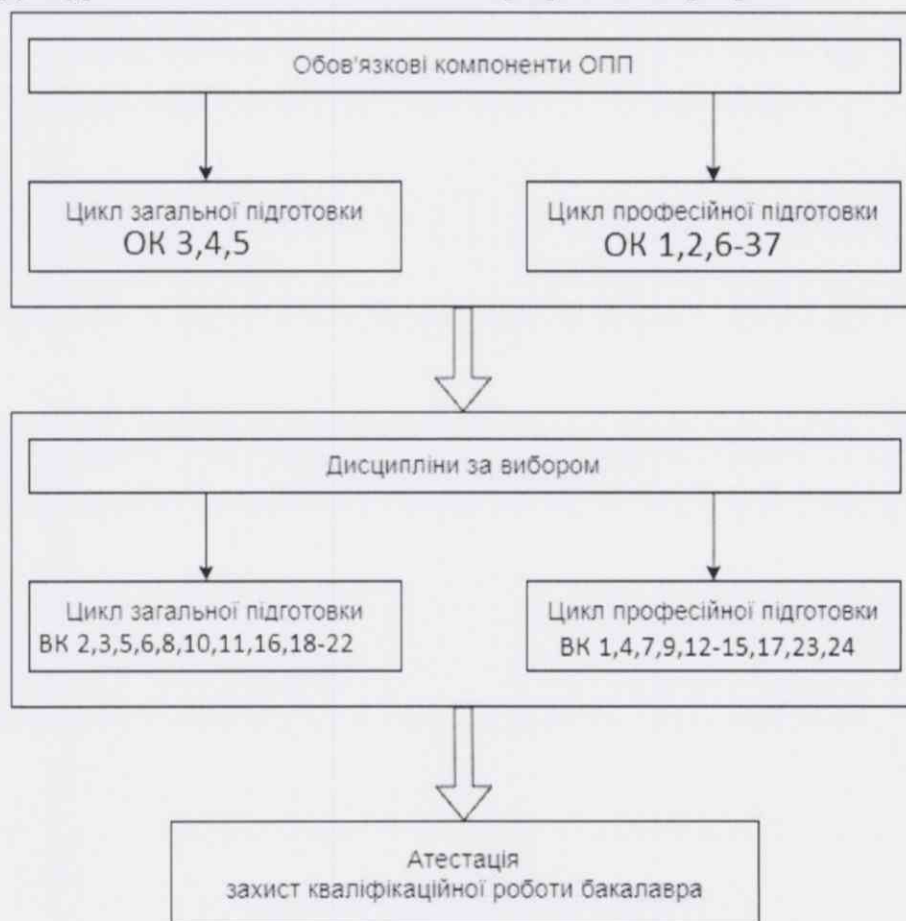 Обов'язкові компоненти ОПП
Цикл загальної підготовки
ОК 3,4,5
Цикл професійної підготовки
ОК 1,2,6-37
Дисципліни за вибором
Цикл загальної підготовки
ВК 2,3,5,6,8,10,11,16,18-22
Цикл професійної підготовки
ВК 1,4,7,9,12-15,17,23,24
Атестація
захист кваліфікаційної роботи бакалавра